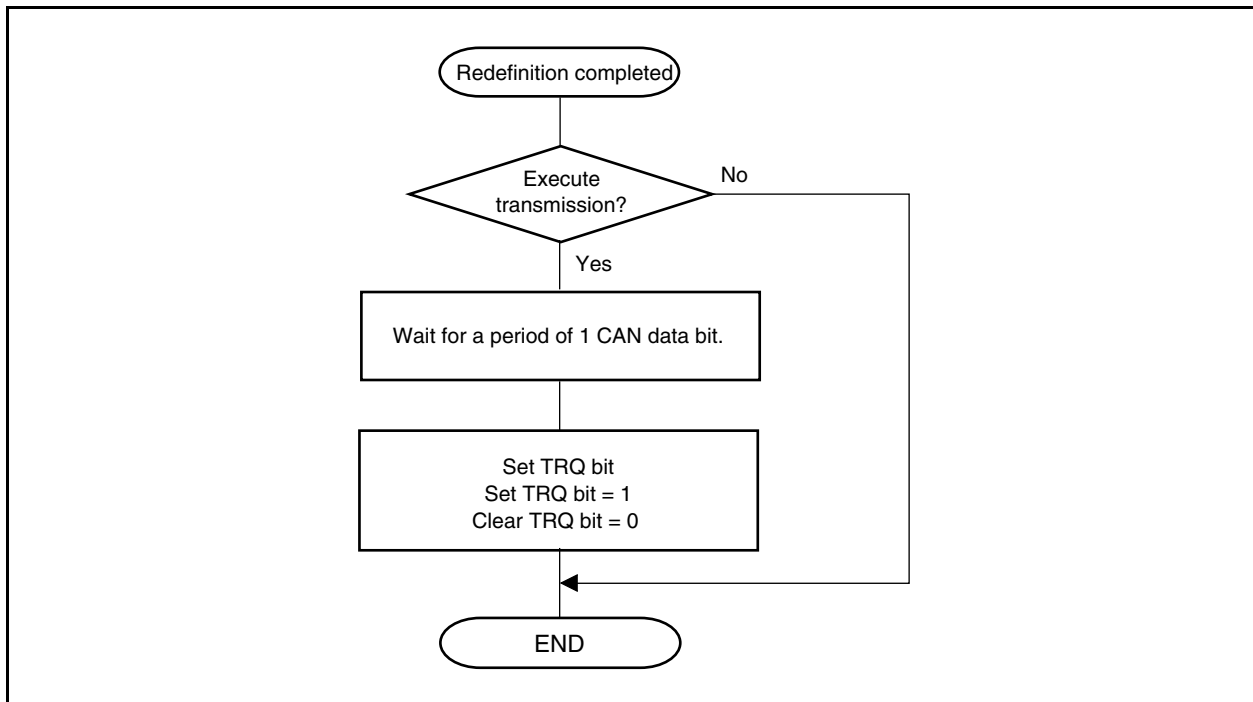 Redefinition completed
Execute
transmission?
No
Yes
Wait for a period of 1 CAN data bit.
Set TRQ bit
Set TRQ bit = 1
Clear TRQ bit = 0
END